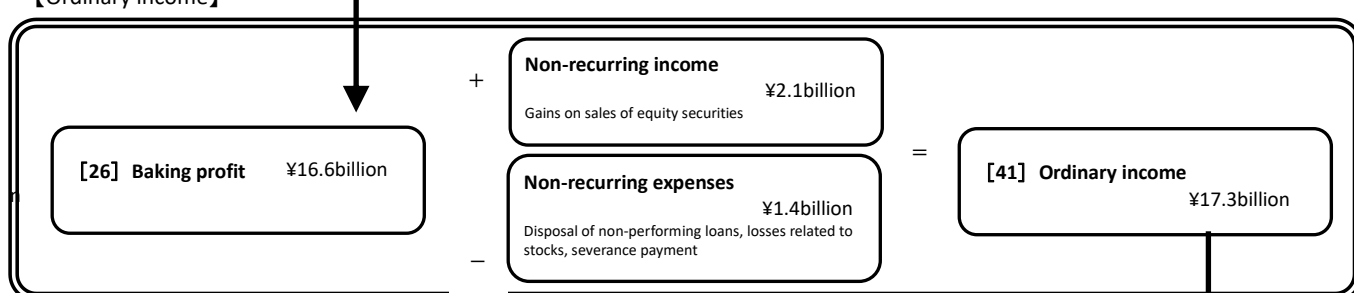 【Ordinary income】
+
Non-recurring income
¥2.1billion
Gains on sales of equity securities
[26] Baking profit ¥16.6billion
=
[41] Ordinary income
¥17.3billion
Non-recurring expenses
¥1.4billion
Disposal of non-performing loans, losses related to
stocks, severance payment
−
n